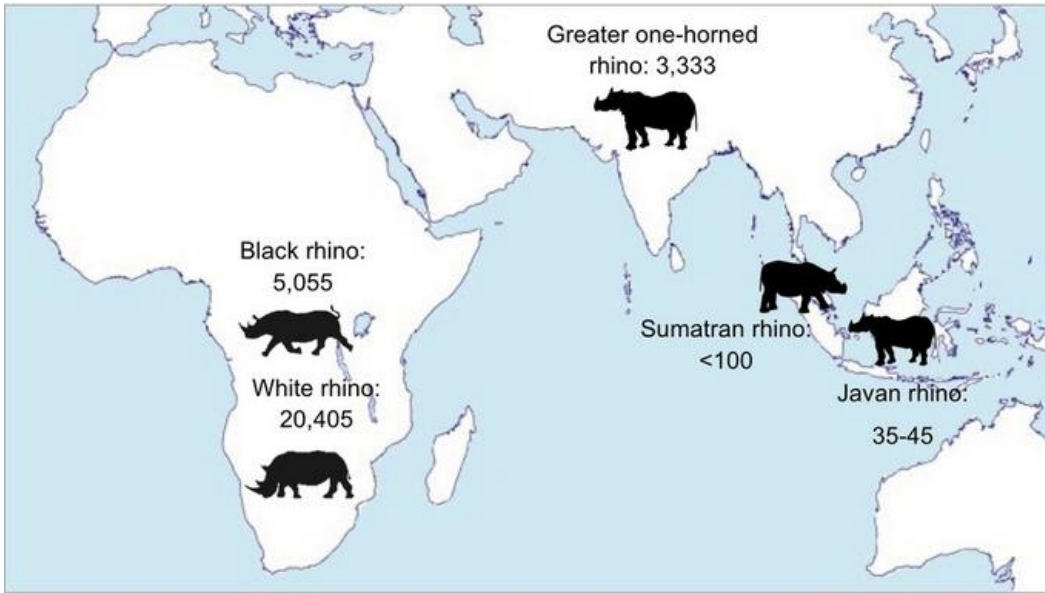 Greater one-horned
rhino: 3,333
Black rhino:
5,055
Sumatran rhino:
<100
White rhino:
20,405
Javan rhino:
35-45